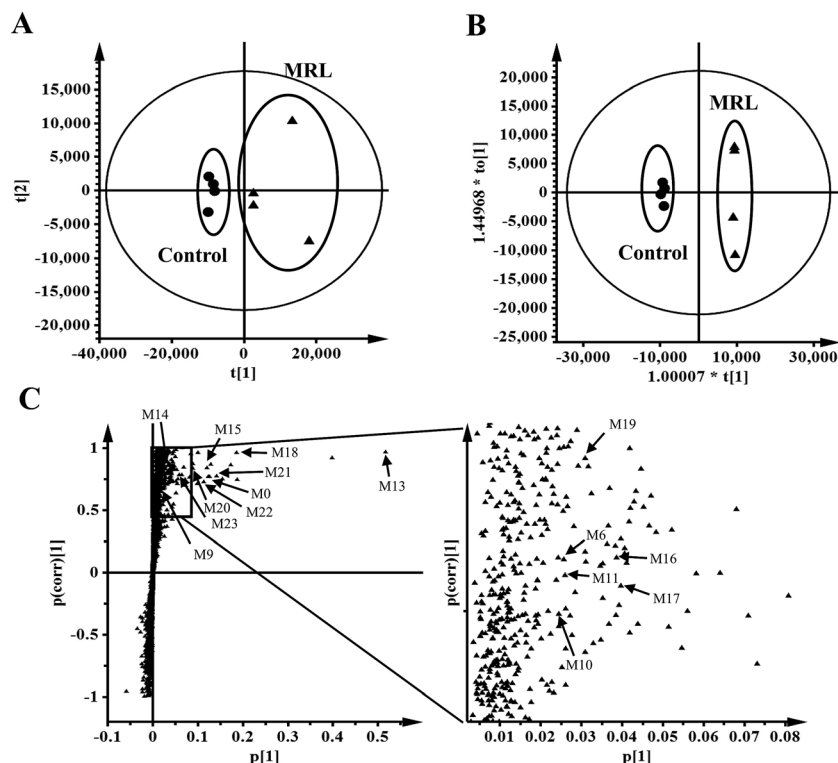 A
MRL
15,000
10,000
5,000
0
-5,000
-10,000
-15,000
-20,000
t[2]
Control
-40,000 -20,000 0 20,000
t[1]
B
MRL
20,000
15,000
10,000
5,000
0
-5,000
-10,000
-15,000
-20,000
-25,000
1.44968 * to[1]
Control
-30,000 -10,000 10,000 30,000
1.00007 * t[1]
C
M14
M15
M18
M21
M13
M0
M20
M22
M23
M9
1
0.5
0
-0.5
-1
p(corr)[1]
-0.1 0 0.1 0.2 0.3 0.4 0.5
p[1]
M19
M6
M16
M11
M17
M10
p(corr)[1]
0.01 0.02 0.03 0.04 0.05 0.06 0.07 0.08
p[1]